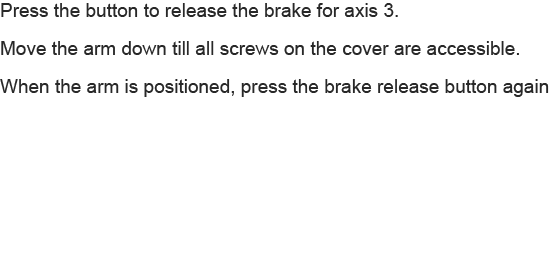 Press the button to release the brake for axis 3.
Move the arm down till all screws on the cover are accessible.
When the arm is positioned, press the brake release button again